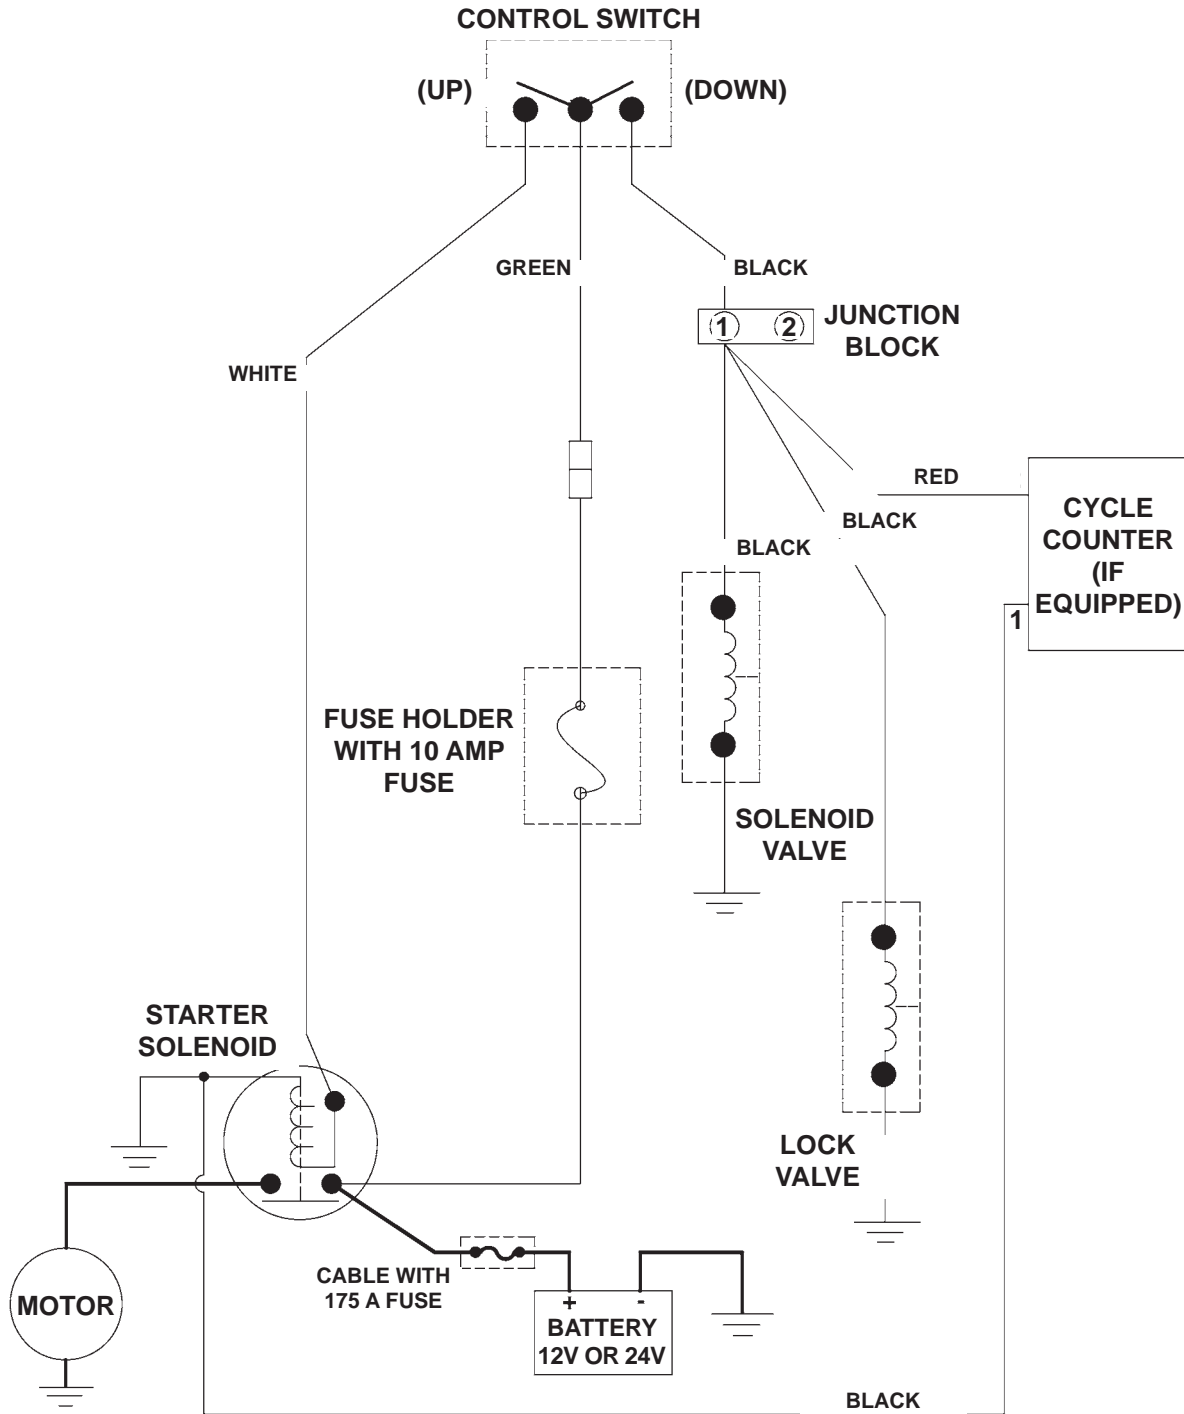 CONTROL SWITCH
(UP)
(DOWN)
GREEN
BLACK
1
2
JUNCTION
BLOCK
WHITE
RED
BLACK
BLACK
CYCLE
COUNTER
(IF
EQUIPPED)
1
FUSE HOLDER
WITH 10 AMP
FUSE
SOLENOID
VALVE
STARTER
SOLENOID
LOCK
VALVE
CABLE WITH
175 A FUSE
MOTOR
+ -
BATTERY
12V OR 24V
BLACK